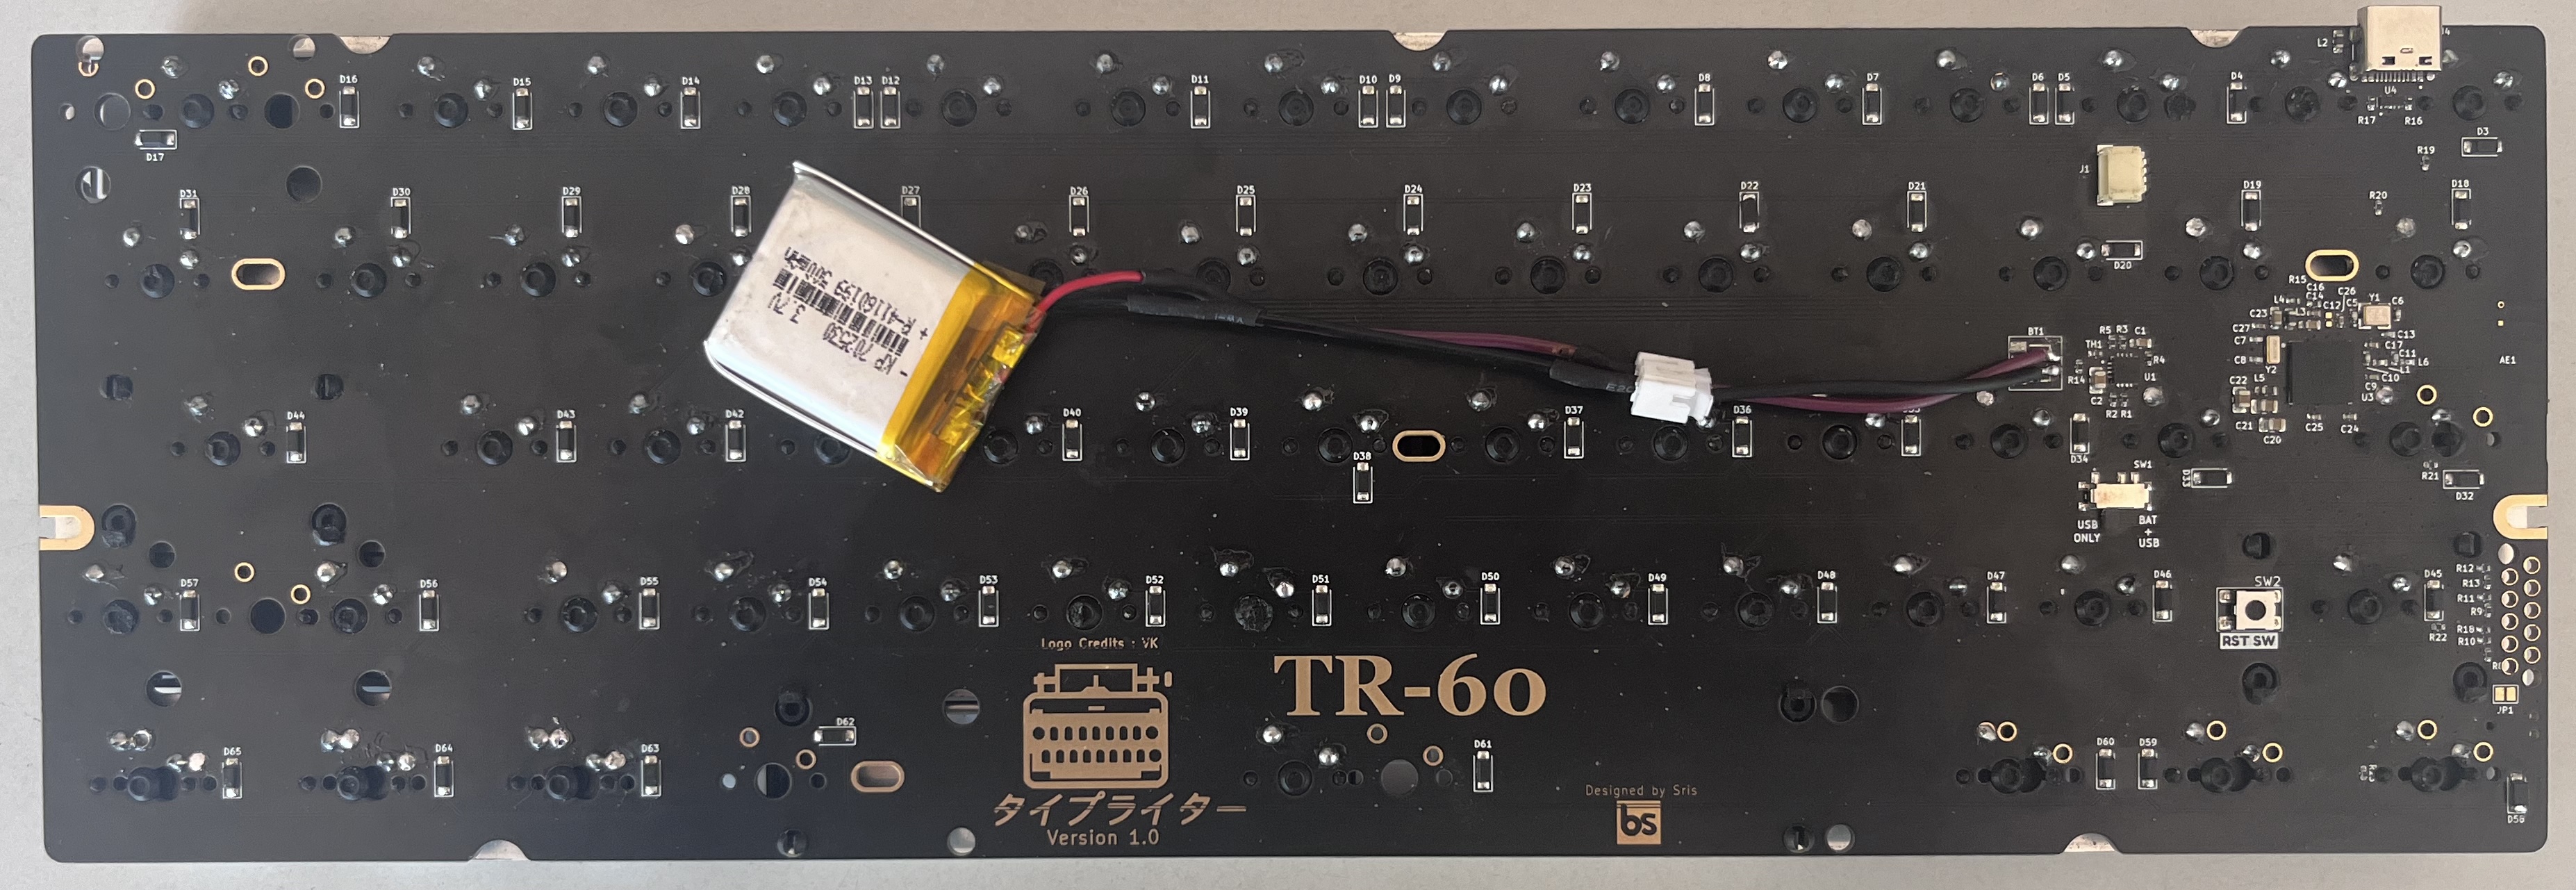 L2
D16
D15
D14
D13
D12
D11
D10
D9
D8
D7
D6
D5
D4
U4
R17
R16
D17
D3
R19
J1
D31
D30
D29
D28
D27
D26
D25
D24
D23
D22
D21
D19
R20
D18
D20
KP 702530
3.7V
R-41160199 300mAh
+
-
BT1
TH1
R5
R3
C1
R4
R14
U1
C2
R2
R1
R15
C16
C14
C26
Y1
L4
C17
C5
C6
C23
L3
C27
C7
C13
C17
C8
C11
L6
Y2
L1
C10
L5
C9
U3
C22
C21
C20
C25
C24
AE1
D44
D43
D42
D40
D39
D38
D37
D36
D34
SW1
D33
R21
D32
USB
ONLY
BAT
+
USB
D57
D56
D55
D54
D53
D52
D51
D50
D49
D48
D47
D46
SW2
RST SW
D45
R12
R13
R11
R9
R18
R10
R22
JP1
Logo Credits : VK
TR-60
タイプライター
Version 1.0
Designed by Sris
bs
D65
D64
D63
D62
D61
D60
D59
D58